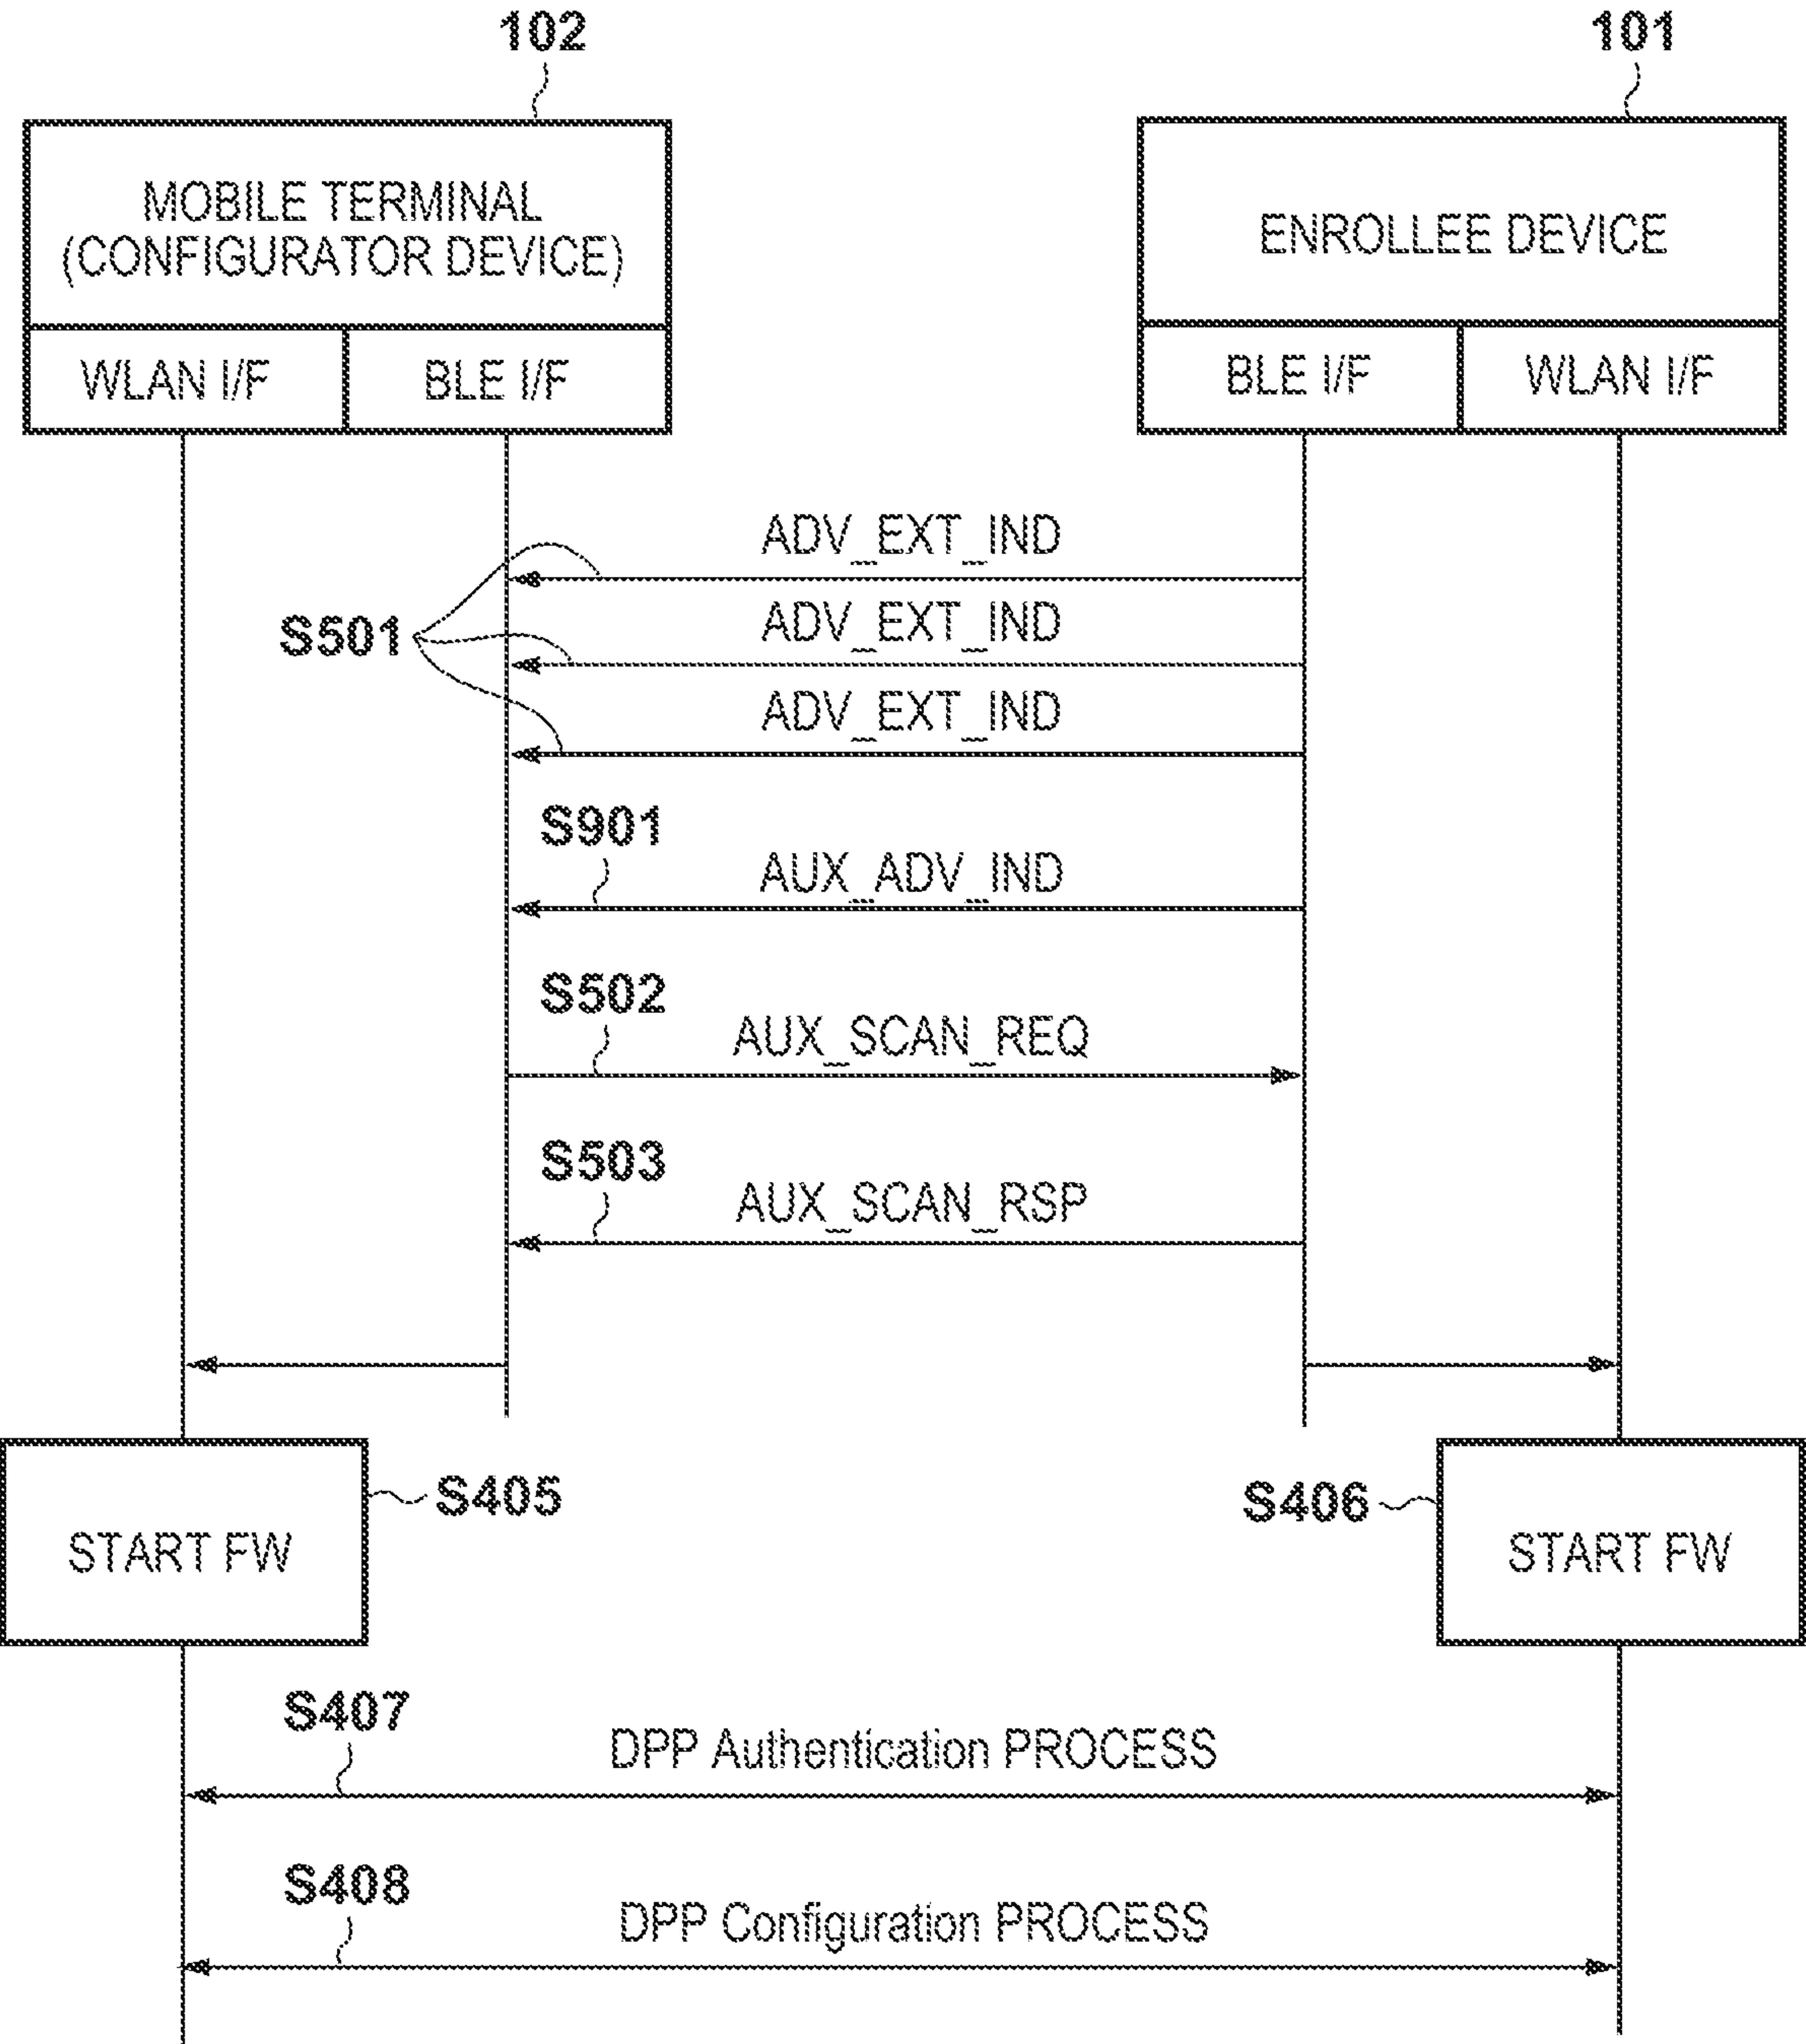 102
101
MOBILE TERMINAL
(CONFIGURATOR DEVICE)
ENROLLEE DEVICE
WLAN I/F
BLE I/F
BLE I/F
WLAN I/F
ADV_EXT_IND
ADV_EXT_IND
S501
ADV_EXT_IND
S901
AUX_ADV_IND
S502
AUX_SCAN_REQ
S503
AUX_SCAN_RSP
S405
S406
START FW
START FW
S407
DPP Authentication PROCESS
S408
DPP Configuration PROCESS